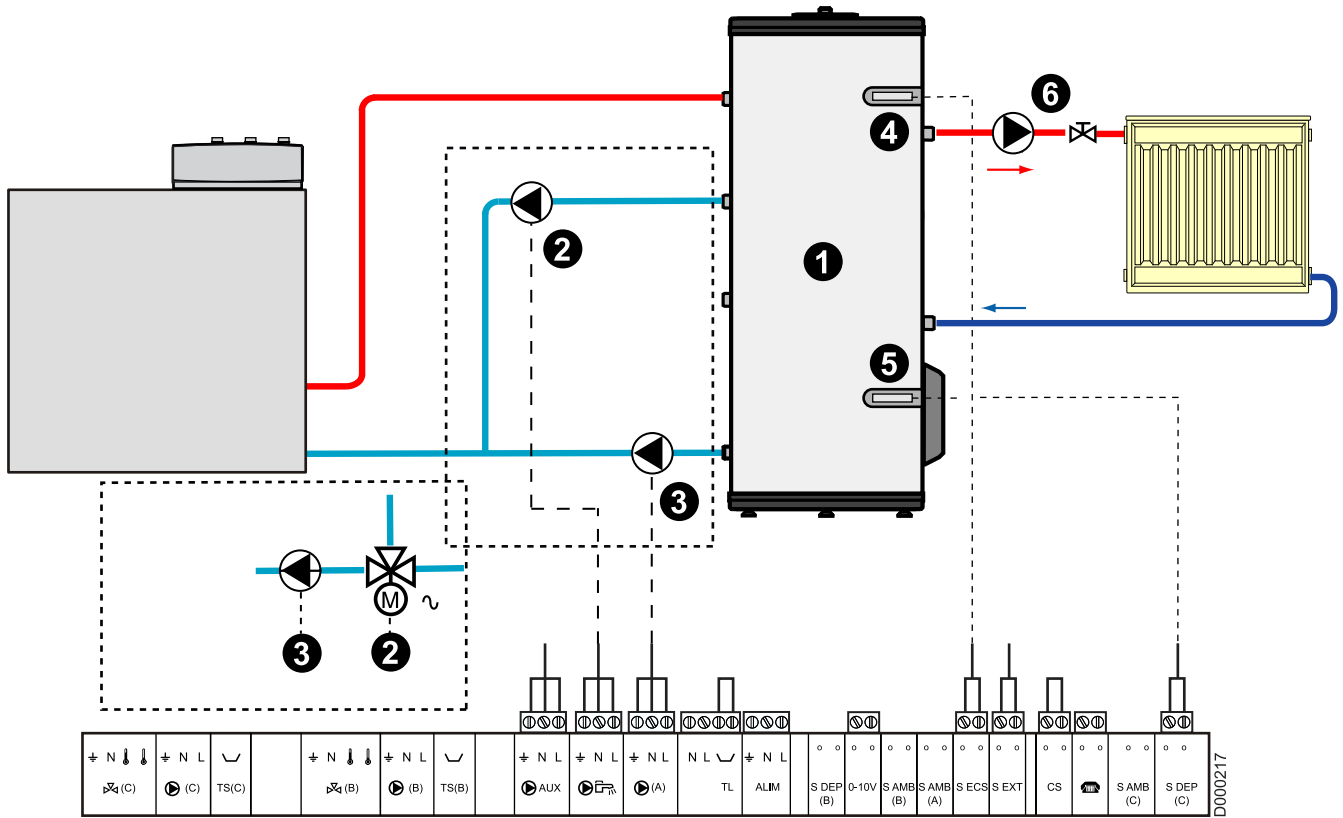 6
4
2
1
5
3
M
3
2
⏚ N
(C)
⏚ N L
(C)
TS(C)
⏚ N
(B)
⏚ N L
(B)
TS(B)
⏚ N L
AUX
⏚ N L
⏚ N L
(A)
N L
TL
⏚ N L
ALIM
S DEP
(B)
0-10V
S AMB
(B)
S AMB
(A)
S ECS
S EXT
CS
S AMB
(C)
S DEP
(C)
D000217